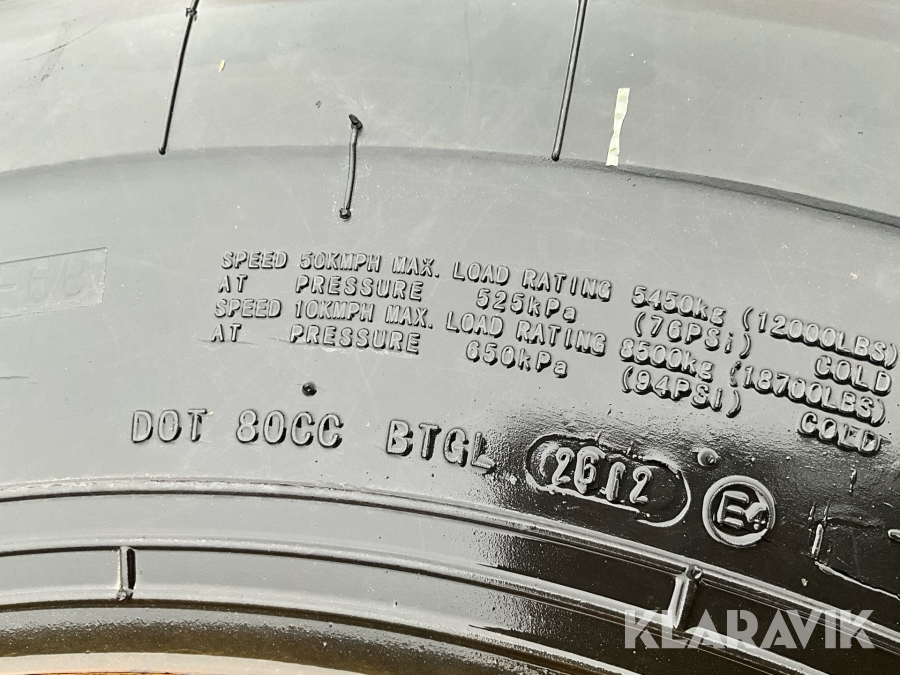 SPEED 50KMPH MAX. LOAD RATING 5450kg (12000LBS)
AT PRESSURE 525kPa (76PSi) COLD
SPEED 10KMPH MAX. LOAD RATING 8500kg (18700LBS)
AT PRESSURE 650kPa (94PSi) COLD
DOT 80CC BTGL 2612 E4
KLARAVIK